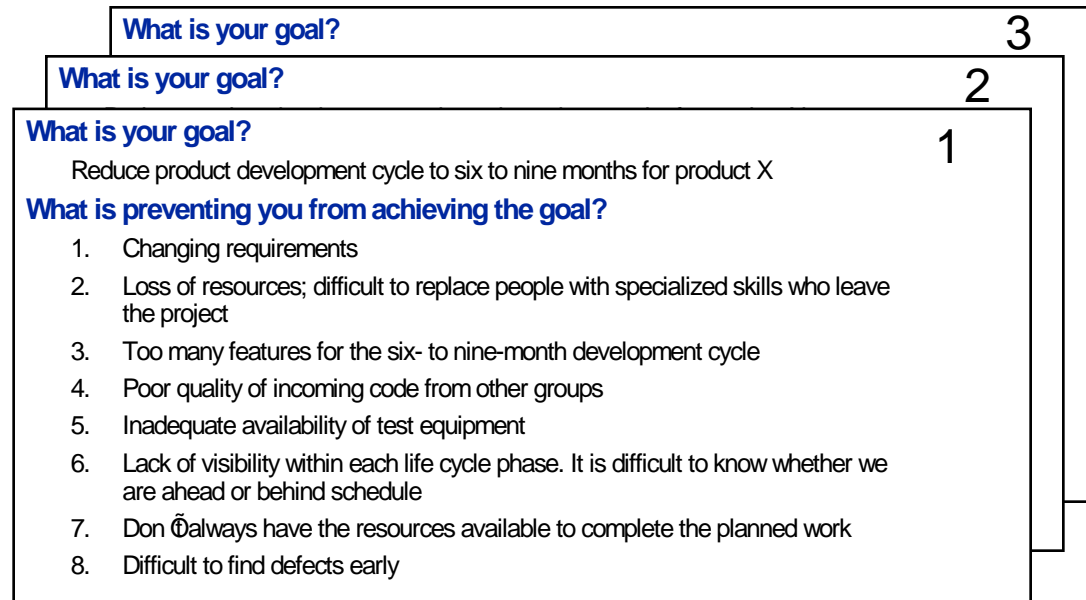 What is your goal? 3
What is your goal? 2
What is your goal? 1
Reduce product development cycle to six to nine months for product X
What is preventing you from achieving the goal?
1. Changing requirements
2. Loss of resources; difficult to replace people with specialized skills who leave
the project
3. Too many features for the six- to nine-month development cycle
4. Poor quality of incoming code from other groups
5. Inadequate availability of test equipment
6. Lack of visibility within each life cycle phase. It is difficult to know whether we
are ahead or behind schedule
7. Don always have the resources available to complete the planned work
8. Difficult to find defects early